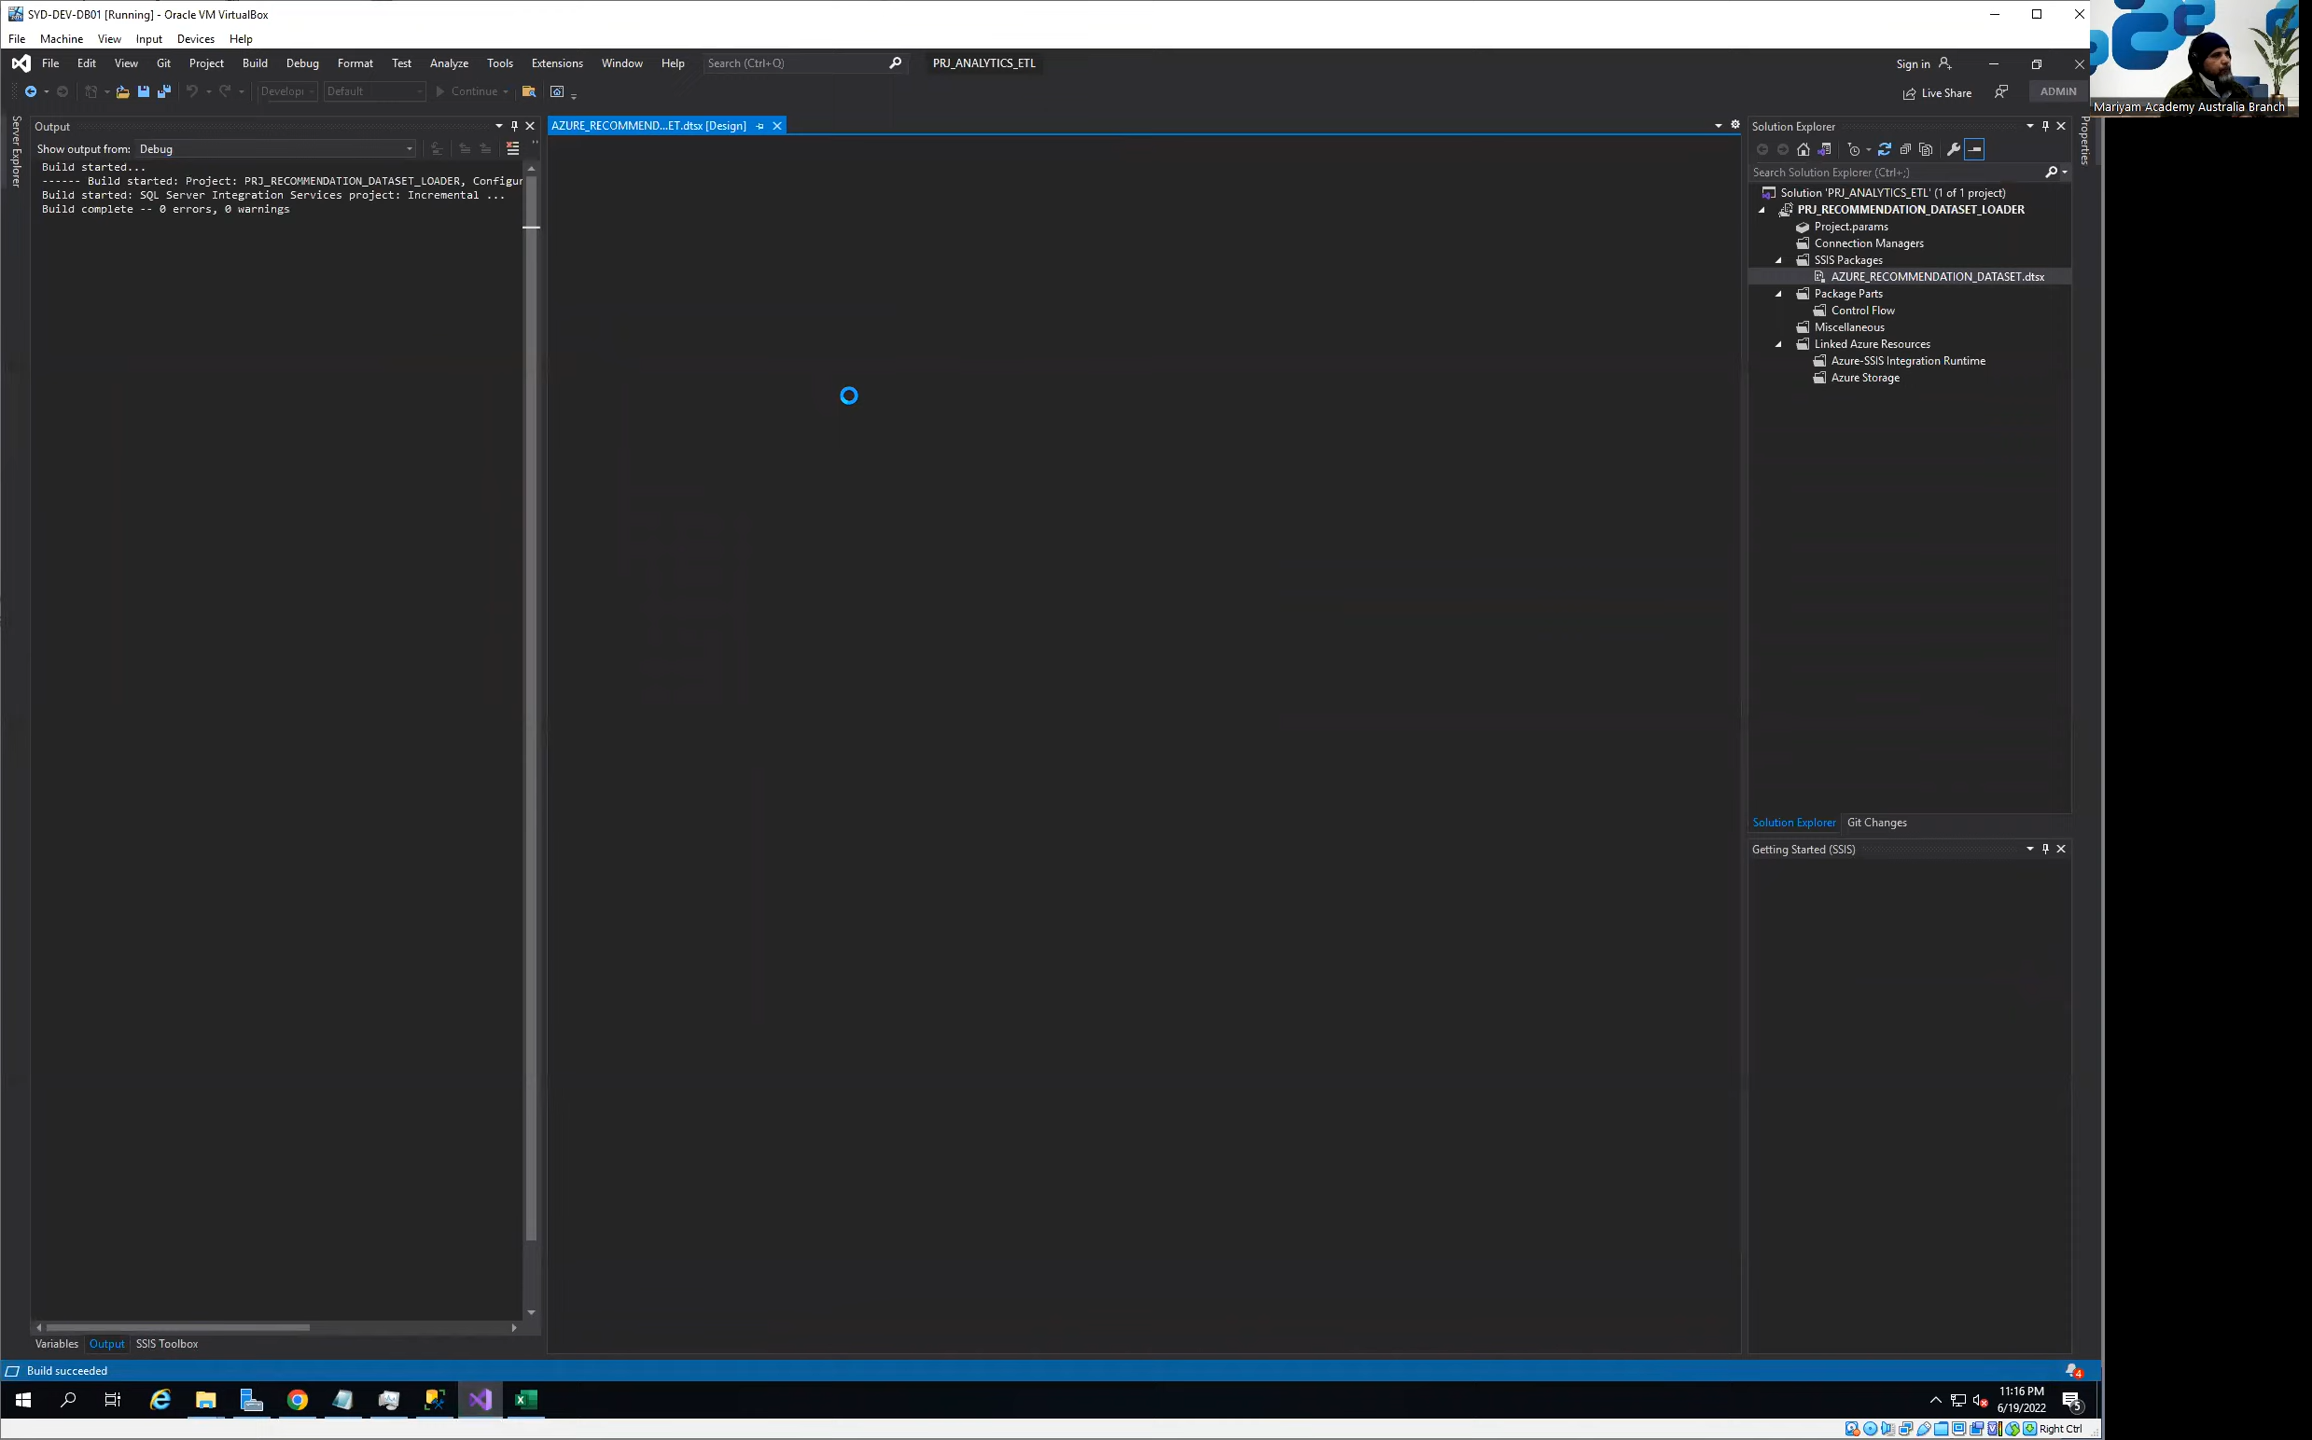 SYD-DEV-DB01 [Running] - Oracle VM VirtualBox
File Machine View Input Devices Help
File Edit View Git Project Build Debug Format Test Analyze Tools Extensions Window Help Search (Ctrl+Q) PRJ_ANALYTICS_ETL Sign in
Developi Default Continue Live Share ADMIN
Mariyam Academy Australia Branch
Server Explorer
Output
Show output from: Debug
Build started...
------ Build started: Project: PRJ_RECOMMENDATION_DATASET_LOADER, Configur
Build started: SQL Server Integration Services project: Incremental ...
Build complete -- 0 errors, 0 warnings
AZURE_RECOMMEND...ET.dtsx [Design]
Solution Explorer
Search Solution Explorer (Ctrl+;)
Solution 'PRJ_ANALYTICS_ETL' (1 of 1 project)
PRJ_RECOMMENDATION_DATASET_LOADER
Project.params
Connection Managers
SSIS Packages
AZURE_RECOMMENDATION_DATASET.dtsx
Package Parts
Control Flow
Miscellaneous
Linked Azure Resources
Azure-SSIS Integration Runtime
Azure Storage
Properties
Solution Explorer Git Changes
Getting Started (SSIS)
Variables Output SSIS Toolbox
Build succeeded
4
11:16 PM
6/19/2022
5
Right Ctrl